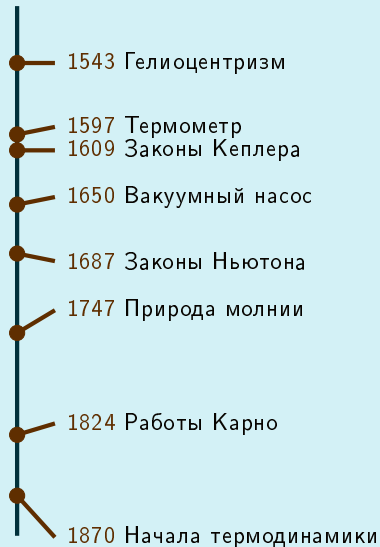 1543 Гелиоцентризм
1597 Термометр
1609 Законы Кеплера
1650 Вакуумный насос
1687 Законы Ньютона
1747 Природа молнии
1824 Работы Карно
1870 Начала термодинамики